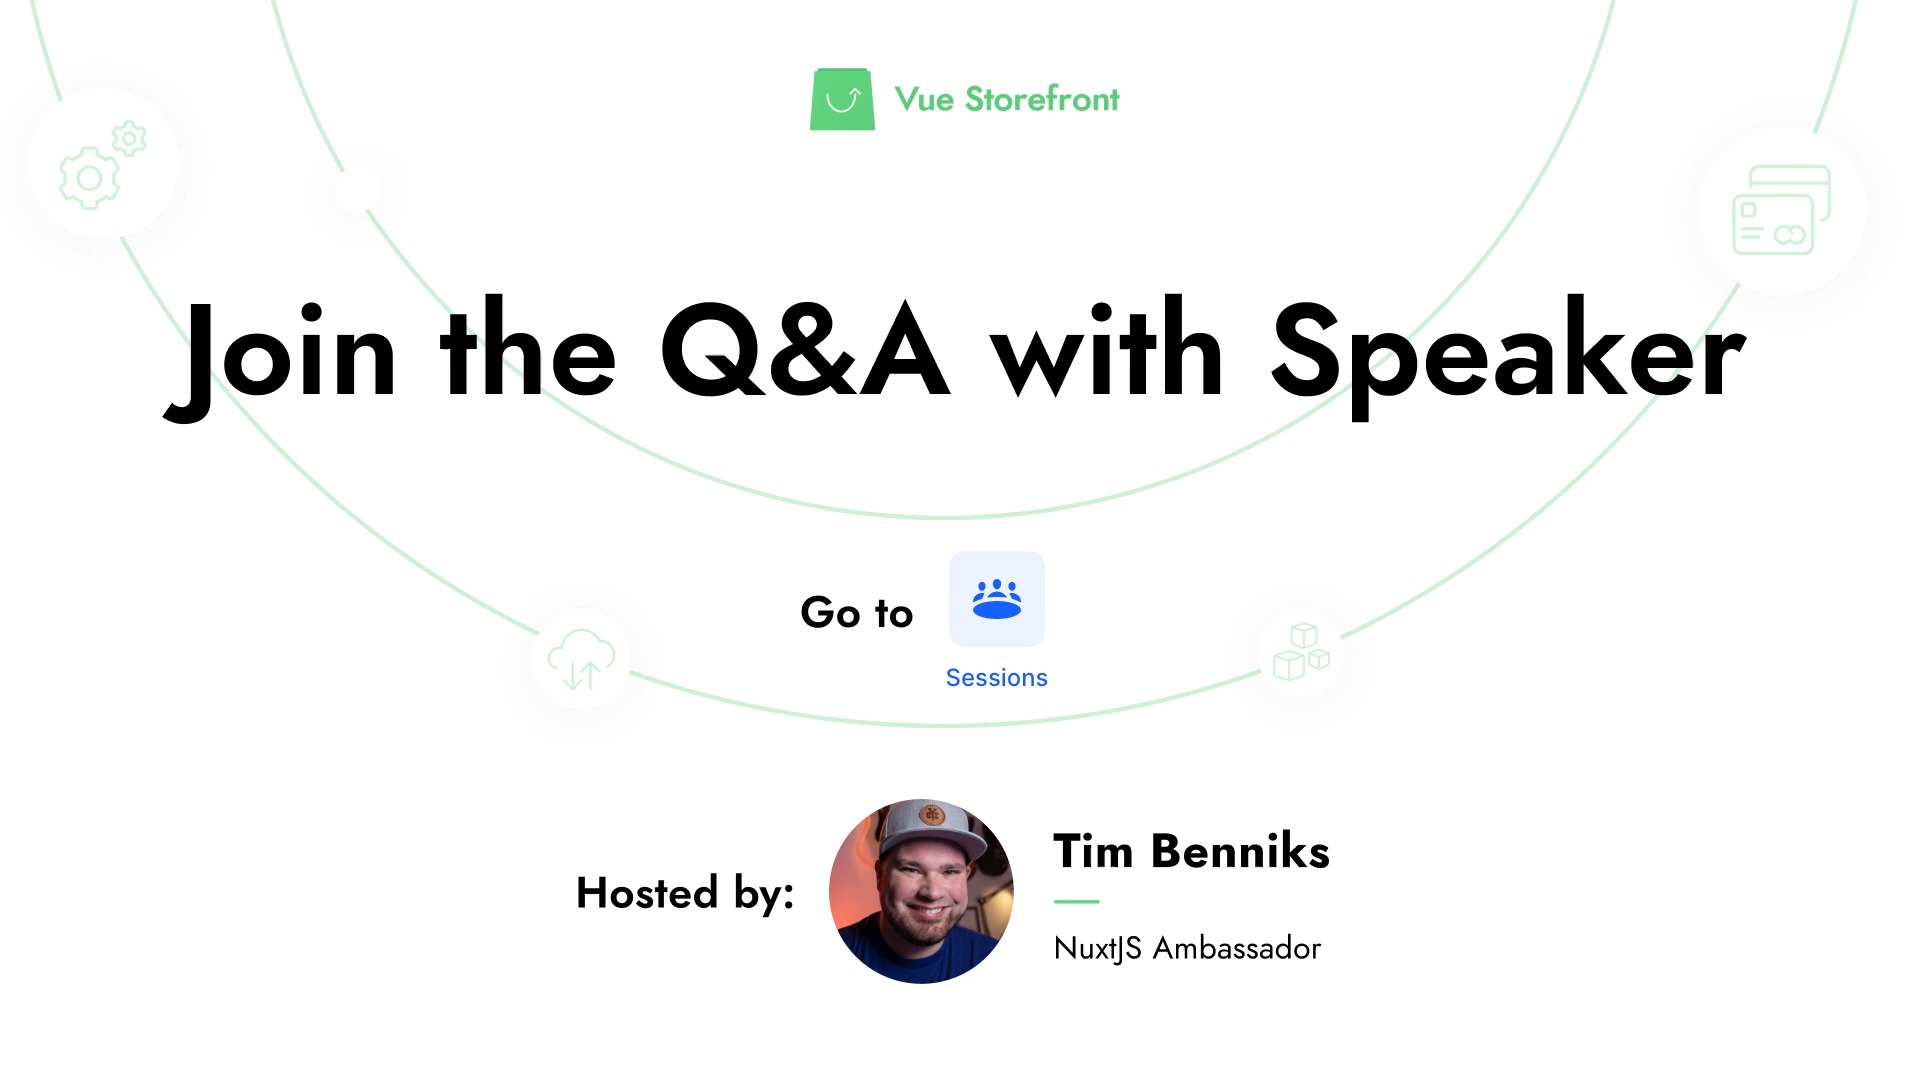 Vue Storefront
Join the Q&A with Speaker
Go to
Sessions
Hosted by:
Tim Benniks
NuxtJS Ambassador